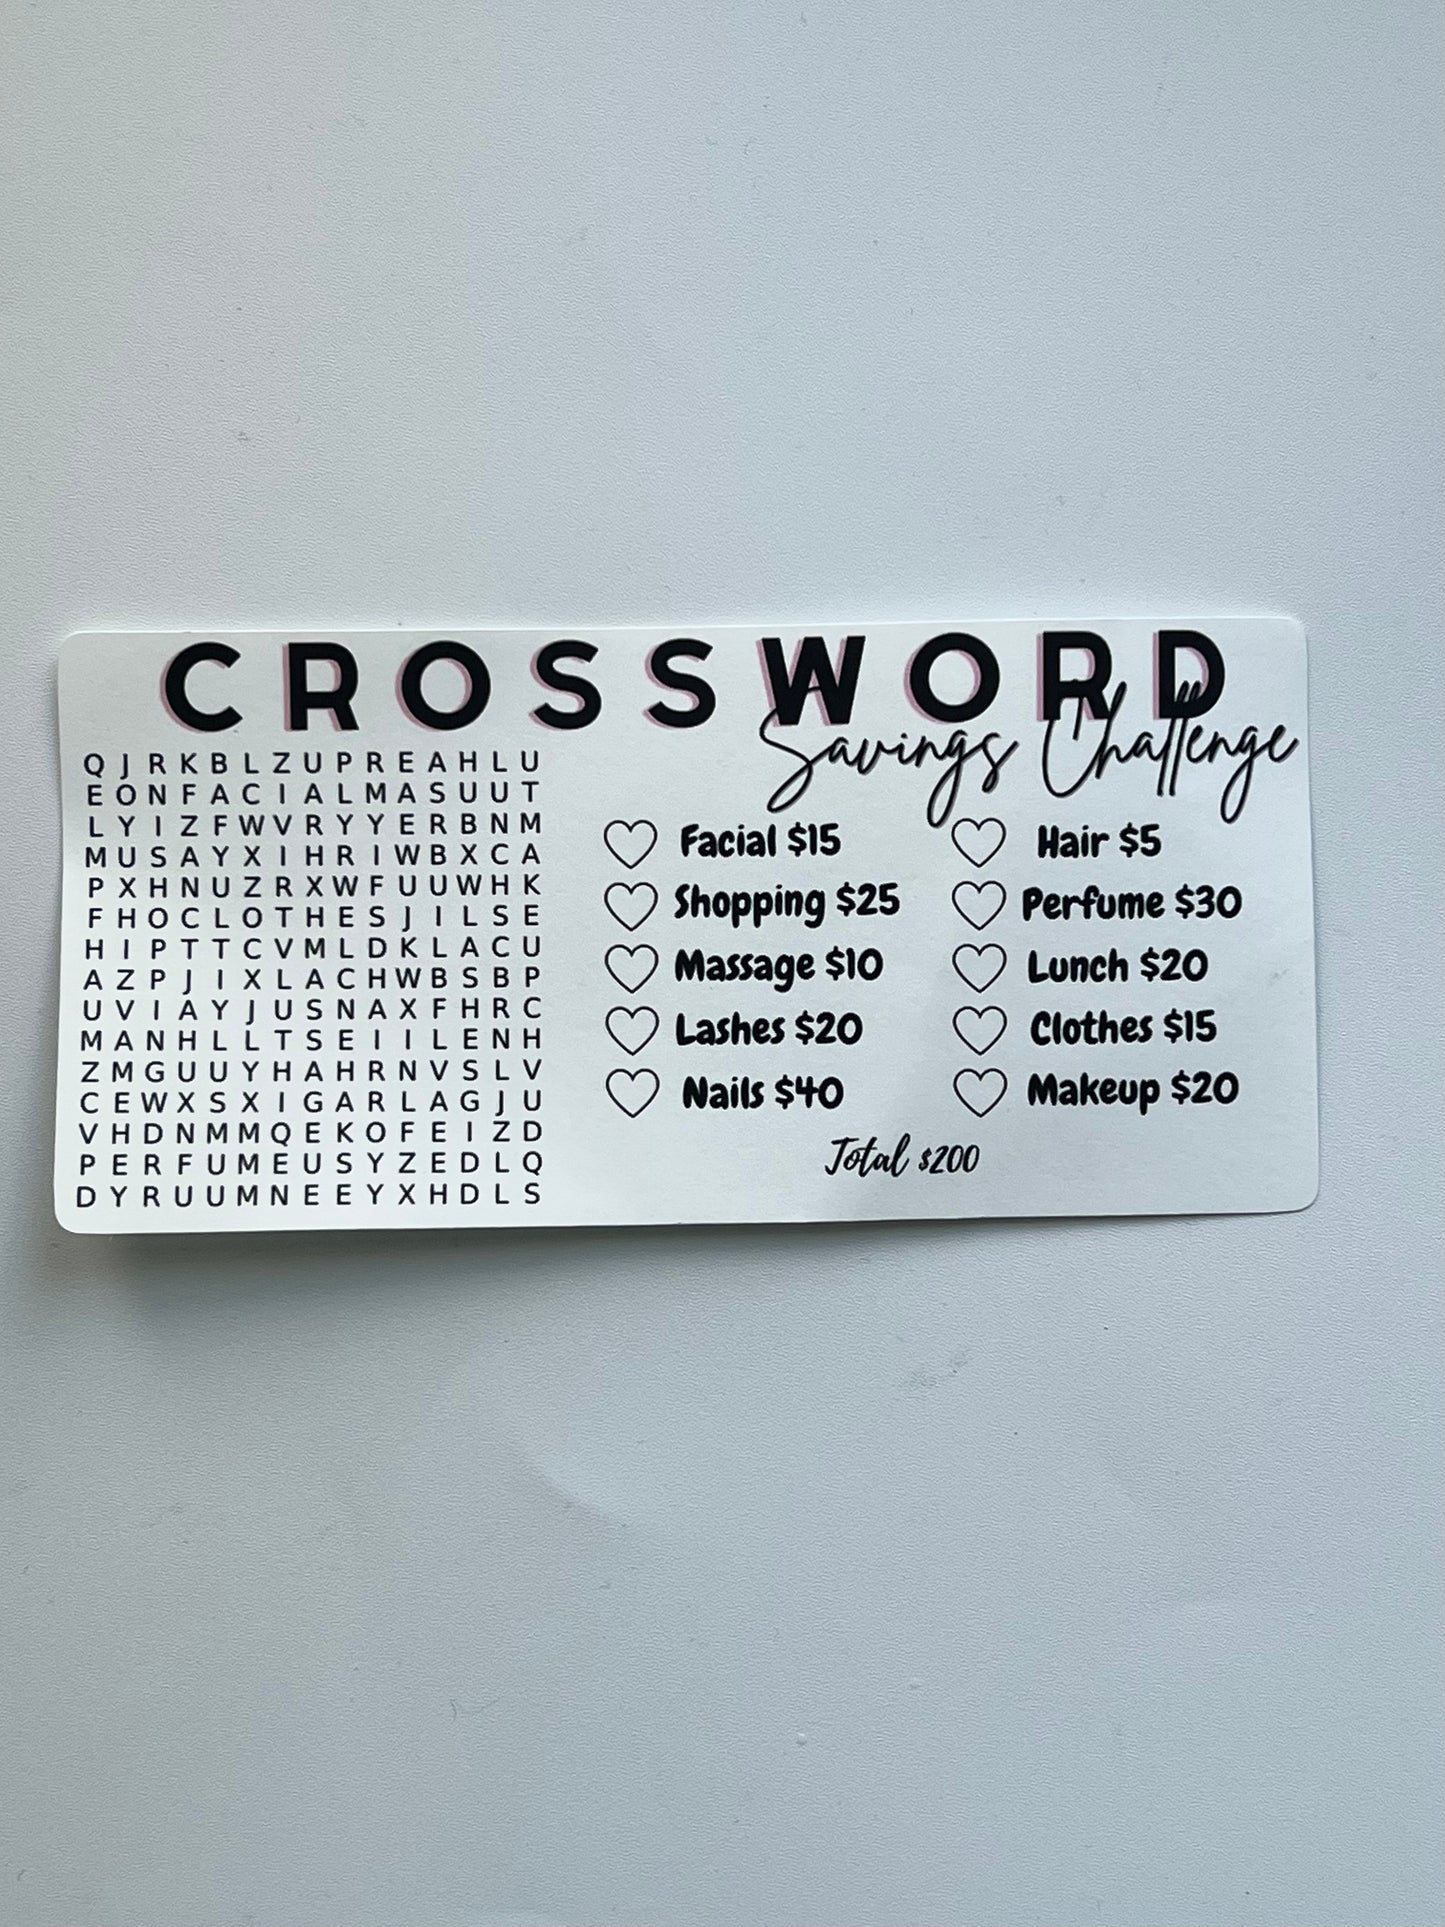 CROSSWORD
Savings Challenge
Q J R K B L Z U P R E A H L U
E O N F A C I A L M A S U U T
L Y I Z F W V R Y Y E R B N M
M U S A Y X I H R I W B X C A
P X H N U Z R X W F U U W H K
F H O C L O T H E S J I L S E
H I P T T C V M L D K L A C U
A Z P J I X L A C H W B S B P
U V I A Y J U S N A X F H R C
M A N H L L T S E I I L E N H
Z M G U U Y H A H R N V S L V
C E W X S X I G A R L A G J U
V H D N M M Q E K O F E I Z D
P E R F U M E U S Y Z E D L Q
D Y R U U M N E E Y X H D L S
Facial $15
Shopping $25
Massage $10
Lashes $20
Nails $40
Hair $5
Perfume $30
Lunch $20
Clothes $15
Makeup $20
Total $200